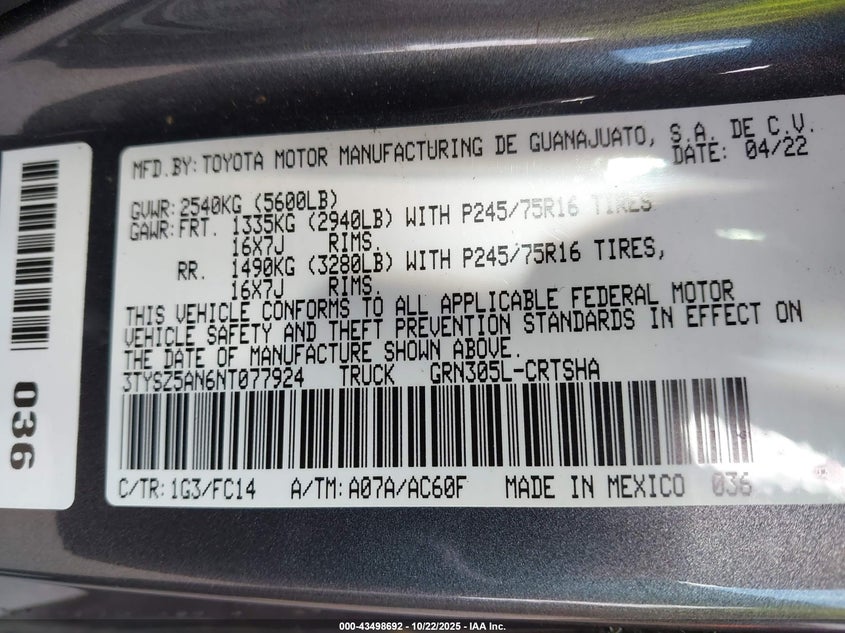 MFD.BY:TOYOTA MOTOR MANUFACTURING DE GUANAJUATO, S.A. DE C.V.
DATE: 04/22
GVWR:2540KG (5600LB)
GAWR:FRT. 1335KG (2940LB) WITH P245/75R16 TIRES
16X7J RIMS.
RR. 1490KG (3280LB) WITH P245/75R16 TIRES,
16X7J RIMS.
THIS VEHICLE CONFORMS TO ALL APPLICABLE FEDERAL MOTOR
VEHICLE SAFETY AND THEFT PREVENTION STANDARDS IN EFFECT ON
THE DATE OF MANUFACTURE SHOWN ABOVE.
3TYSZ5AN6NT077924 TRUCK GRN305L-CRTSHA
C/TR:1G3/FC14 A/TM:A07A/AC60F MADE IN MEXICO 036
036
000-43498692 - 10/22/2025 - IAA Inc.